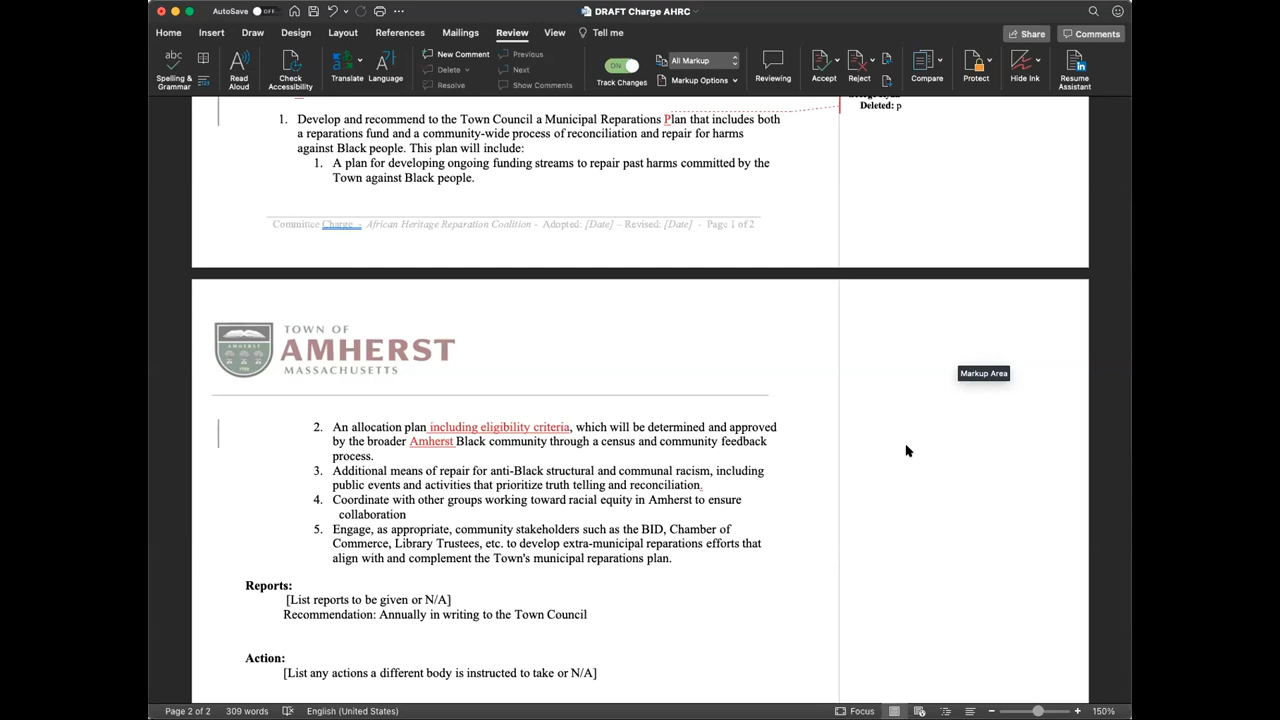 AutoSave OFF DRAFT Charge AHRC
Home Insert Draw Design Layout References Mailings Review View Tell me Share Comments
New Comment Previous All Markup
Delete Next
Resolve Show Comments Markup Options
Spelling & Grammar Read Aloud Check Accessibility Translate Language Track Changes ON Reviewing Accept Reject Compare Protect Hide Ink Resume Assistant
Deleted: p
1. Develop and recommend to the Town Council a Municipal Reparations Plan that includes both
a reparations fund and a community-wide process of reconciliation and repair for harms
against Black people. This plan will include:
1. A plan for developing ongoing funding streams to repair past harms committed by the
Town against Black people.
Committee Charge - African Heritage Reparation Coalition - Adopted: [Date] – Revised: [Date] - Page 1 of 2
TOWN OF
AMHERST
MASSACHUSETTS
Markup Area
2. An allocation plan including eligibility criteria, which will be determined and approved
by the broader Amherst Black community through a census and community feedback
process.
3. Additional means of repair for anti-Black structural and communal racism, including
public events and activities that prioritize truth telling and reconciliation.
4. Coordinate with other groups working toward racial equity in Amherst to ensure
collaboration
5. Engage, as appropriate, community stakeholders such as the BID, Chamber of
Commerce, Library Trustees, etc. to develop extra-municipal reparations efforts that
align with and complement the Town’s municipal reparations plan.
Reports:
[List reports to be given or N/A]
Recommendation: Annually in writing to the Town Council
Action:
[List any actions a different body is instructed to take or N/A]
Page 2 of 2 309 words English (United States) Focus 150%